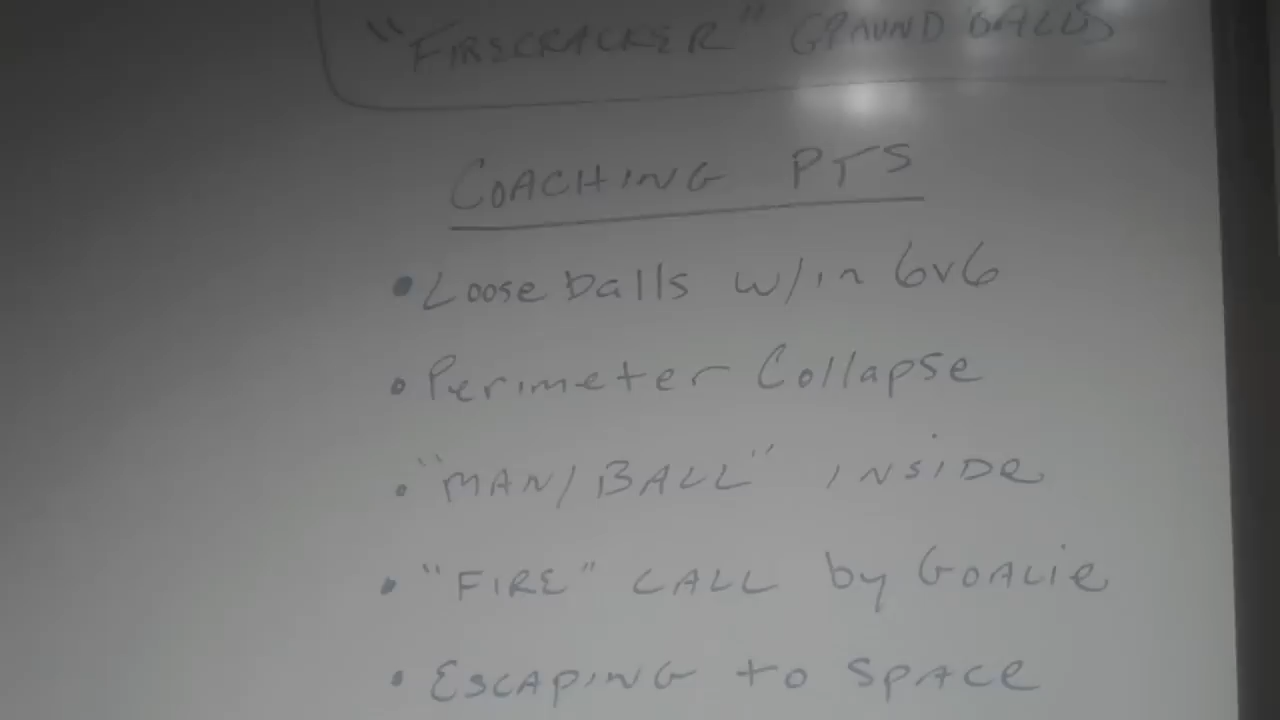 "FIRECRACKER" GROUND BALLS
COACHING PTS
• Loose balls w/in 6v6
• Perimeter Collapse
• "MAN/BALL" INSIDE
• "FIRE" CALL by GOALIE
• ESCAPING to SPACE